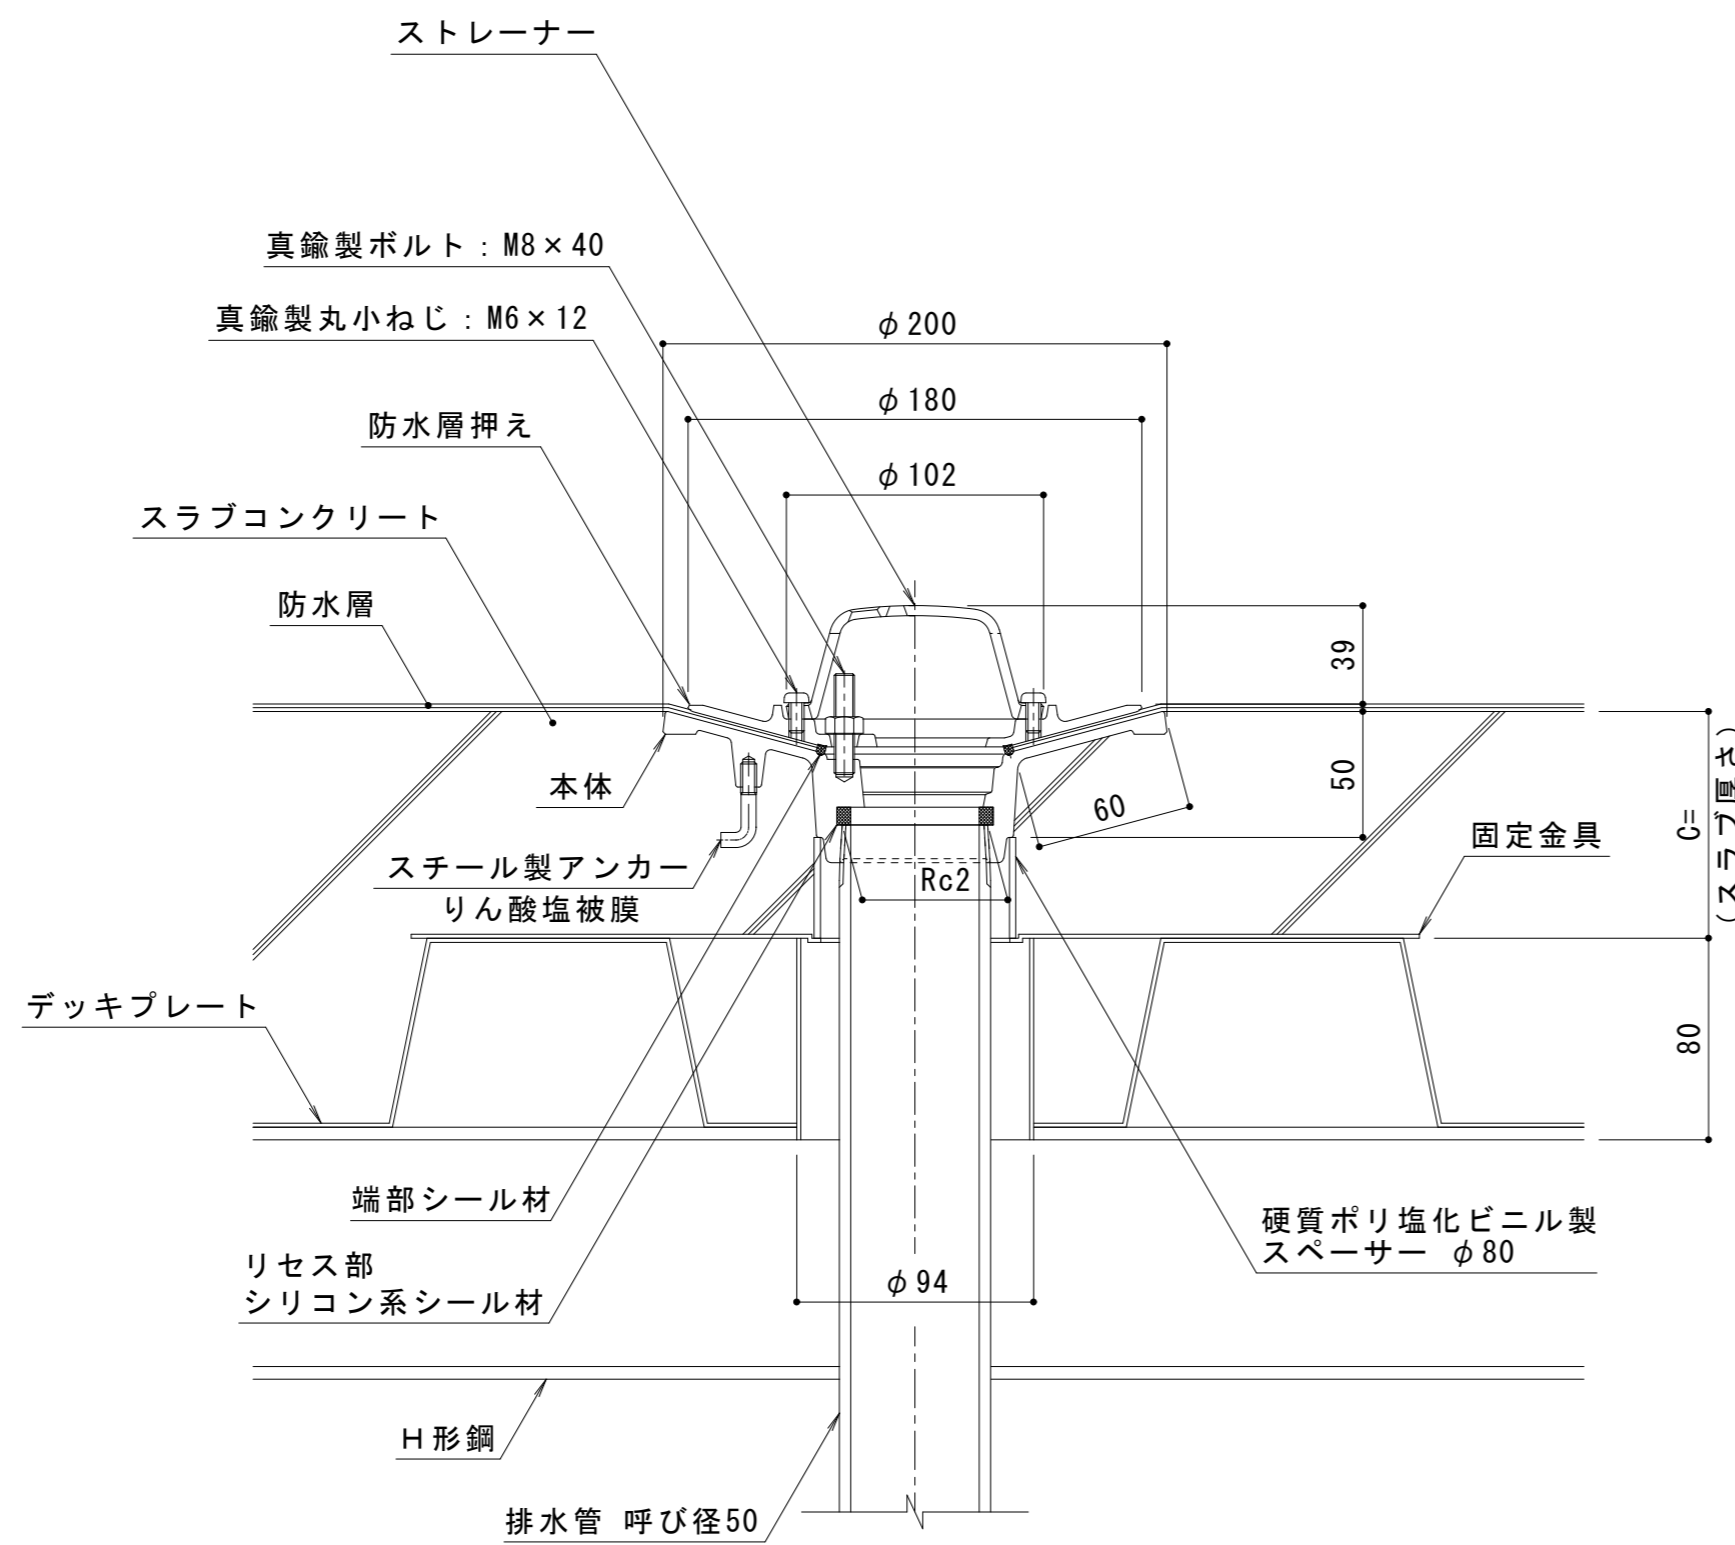 ストレーナー
真鍮製ボルト：M8×40
真鍮製丸小ねじ：M6×12
φ200
防水層押え
φ180
φ102
スラブコンクリート
防水層
39
本体
50
60
C=
（スラブ厚さ）
固定金具
スチール製アンカー
りん酸塩被膜
Rc2
デッキプレート
80
端部シール材
硬質ポリ塩化ビニル製
スペーサー φ80
リセス部
シリコン系シール材
φ94
H形鋼
排水管 呼び径50